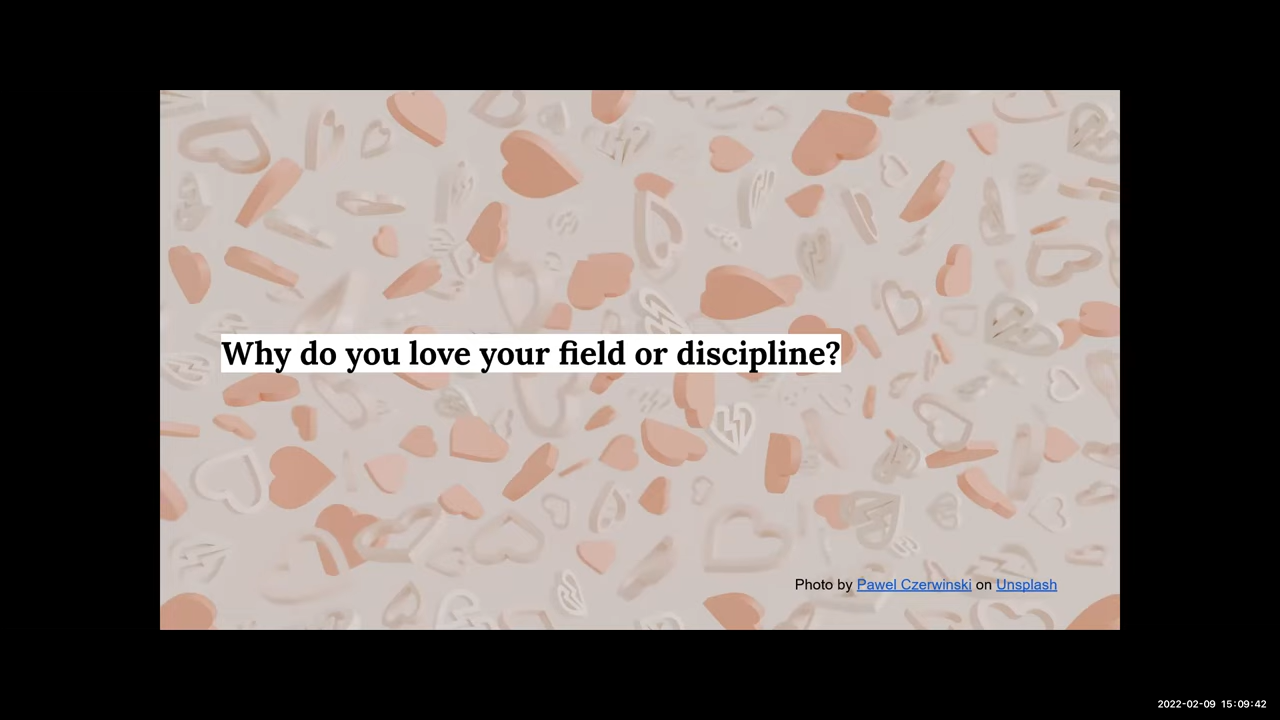 Why do you love your field or discipline?
Photo by Pawel Czerwinski on Unsplash
2022-02-09 15:09:42